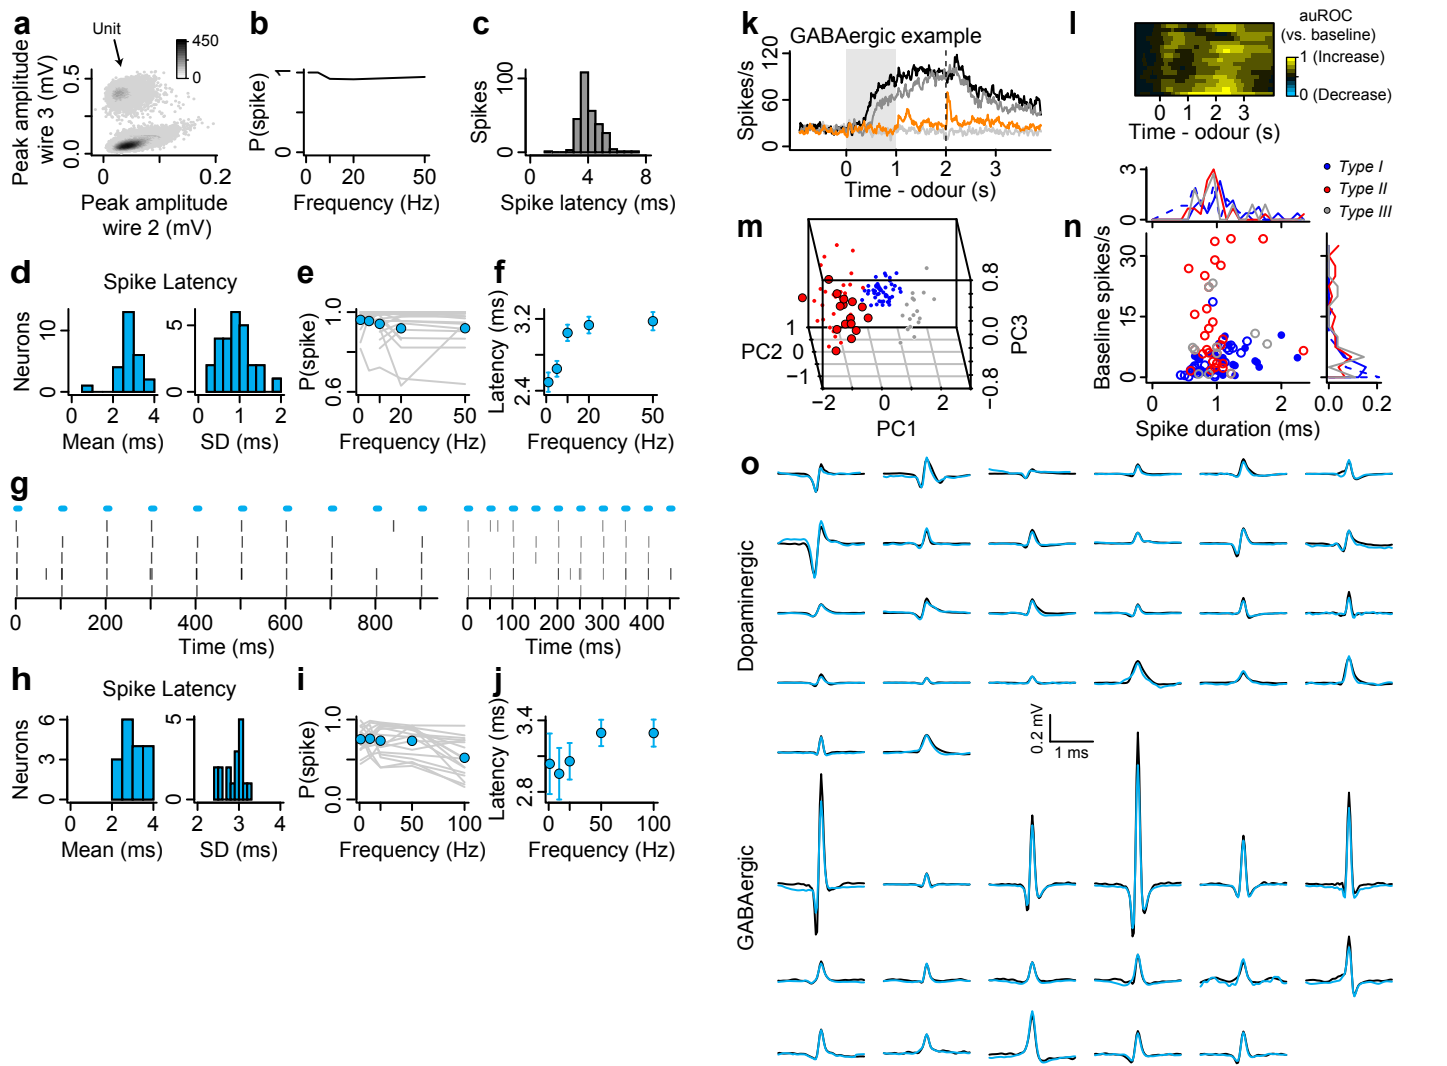 a
Unit
450
0
Peak amplitude
wire 3 (mV)
0.5
0.0
0
0.2
Peak amplitude
wire 2 (mV)
b
P(spike)
1
0
0
20
50
Frequency (Hz)
c
Spikes
100
0
0
4
8
Spike latency (ms)
d
Spike Latency
Neurons
10
0
0
2
4
Mean (ms)
5
0
0
1
2
SD (ms)
e
P(spike)
1.0
0.6
0
20
50
Frequency (Hz)
f
Latency (ms)
3.2
2.4
0
20
50
Frequency (Hz)
g
0
200
400
600
800
Time (ms)
0
100
200
300
400
Time (ms)
h
Spike Latency
Neurons
6
3
0
0
2
4
Mean (ms)
5
0
2
3
4
SD (ms)
i
P(spike)
1.0
0.0
0
50
100
Frequency (Hz)
j
Latency (ms)
3.4
2.8
0
50
100
Frequency (Hz)
k
GABAergic example
Spikes/s
120
60
0
0
1
2
3
Time - odour (s)
l
auROC
(vs. baseline)
1 (Increase)
0 (Decrease)
0
1
2
3
Time - odour (s)
m
PC2
1
0
−1
−2
0
2
PC1
0.8
0.0
−0.8
PC3
n
Type I
Type II
Type III
3
0
Baseline spikes/s
30
15
0
0
1
2
Spike duration (ms)
0.0
0.2
o
Dopaminergic
0.2 mV
1 ms
GABAergic